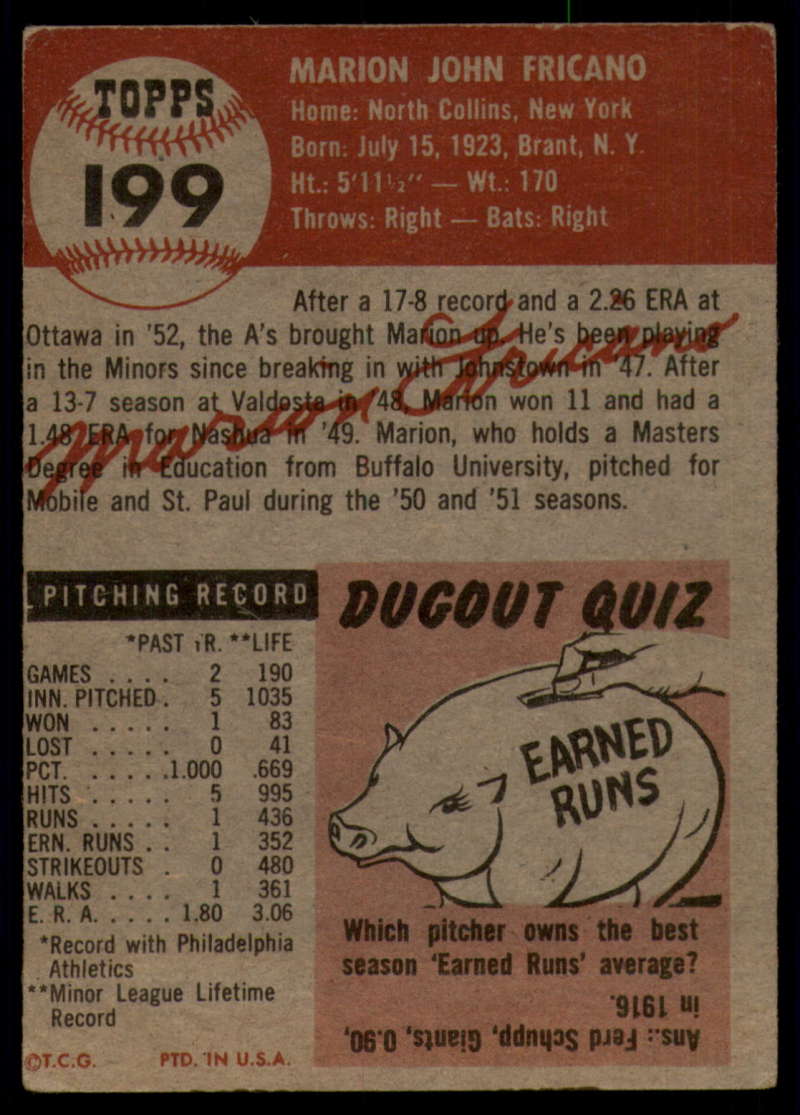 TOPPS
199
MARION JOHN FRICANO
Home: North Collins, New York
Born: July 15, 1923, Brant, N. Y.
Ht.: 5'11½" — Wt.: 170
Throws: Right — Bats: Right
After a 17-8 record and a 2.26 ERA at
Ottawa in '52, the A's brought Marion up. He's been playing
in the Minors since breaking in with Johnstown in '47. After
a 13-7 season at Valdosta in '48, Marion won 11 and had a
1.48 ERA for Nashua in '49. Marion, who holds a Masters
Degree in Education from Buffalo University, pitched for
Mobile and St. Paul during the '50 and '51 seasons.
Marion Fricano
PITCHING RECORD
*PAST YR. **LIFE
GAMES . . . . 2 190
INN. PITCHED . 5 1035
WON . . . . . 1 83
LOST . . . . . 0 41
PCT. . . . . . 1.000 .669
HITS . . . . . 5 995
RUNS . . . . . 1 436
ERN. RUNS . . 1 352
STRIKEOUTS . 0 480
WALKS . . . . 1 361
E. R. A. . . . . 1.80 3.06
*Record with Philadelphia
Athletics
**Minor League Lifetime
Record
©T.C.G. PTD. IN U.S.A.
DUGOUT QUIZ
EARNED
RUNS
Which pitcher owns the best
season 'Earned Runs' average?
Ans.: Ferd Schupp, Giants, 0.90,
in 1916.